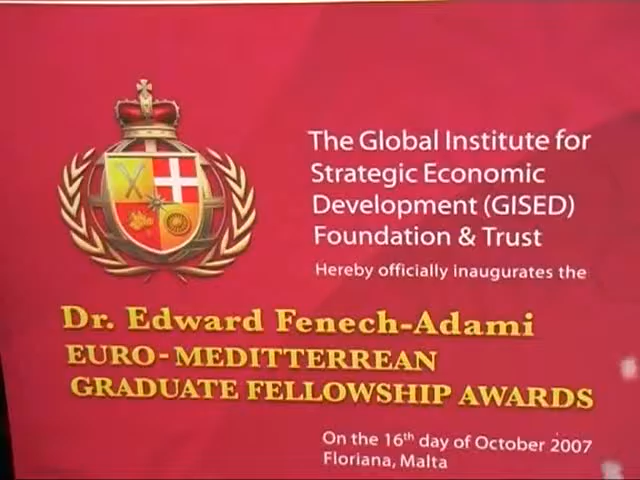 The Global Institute for
Strategic Economic
Development (GISED)
Foundation & Trust
Hereby officially inaugurates the
Dr. Edward Fenech-Adami
EURO-MEDITTERREAN
GRADUATE FELLOWSHIP AWARDS
On the 16th day of October 2007
Floriana, Malta